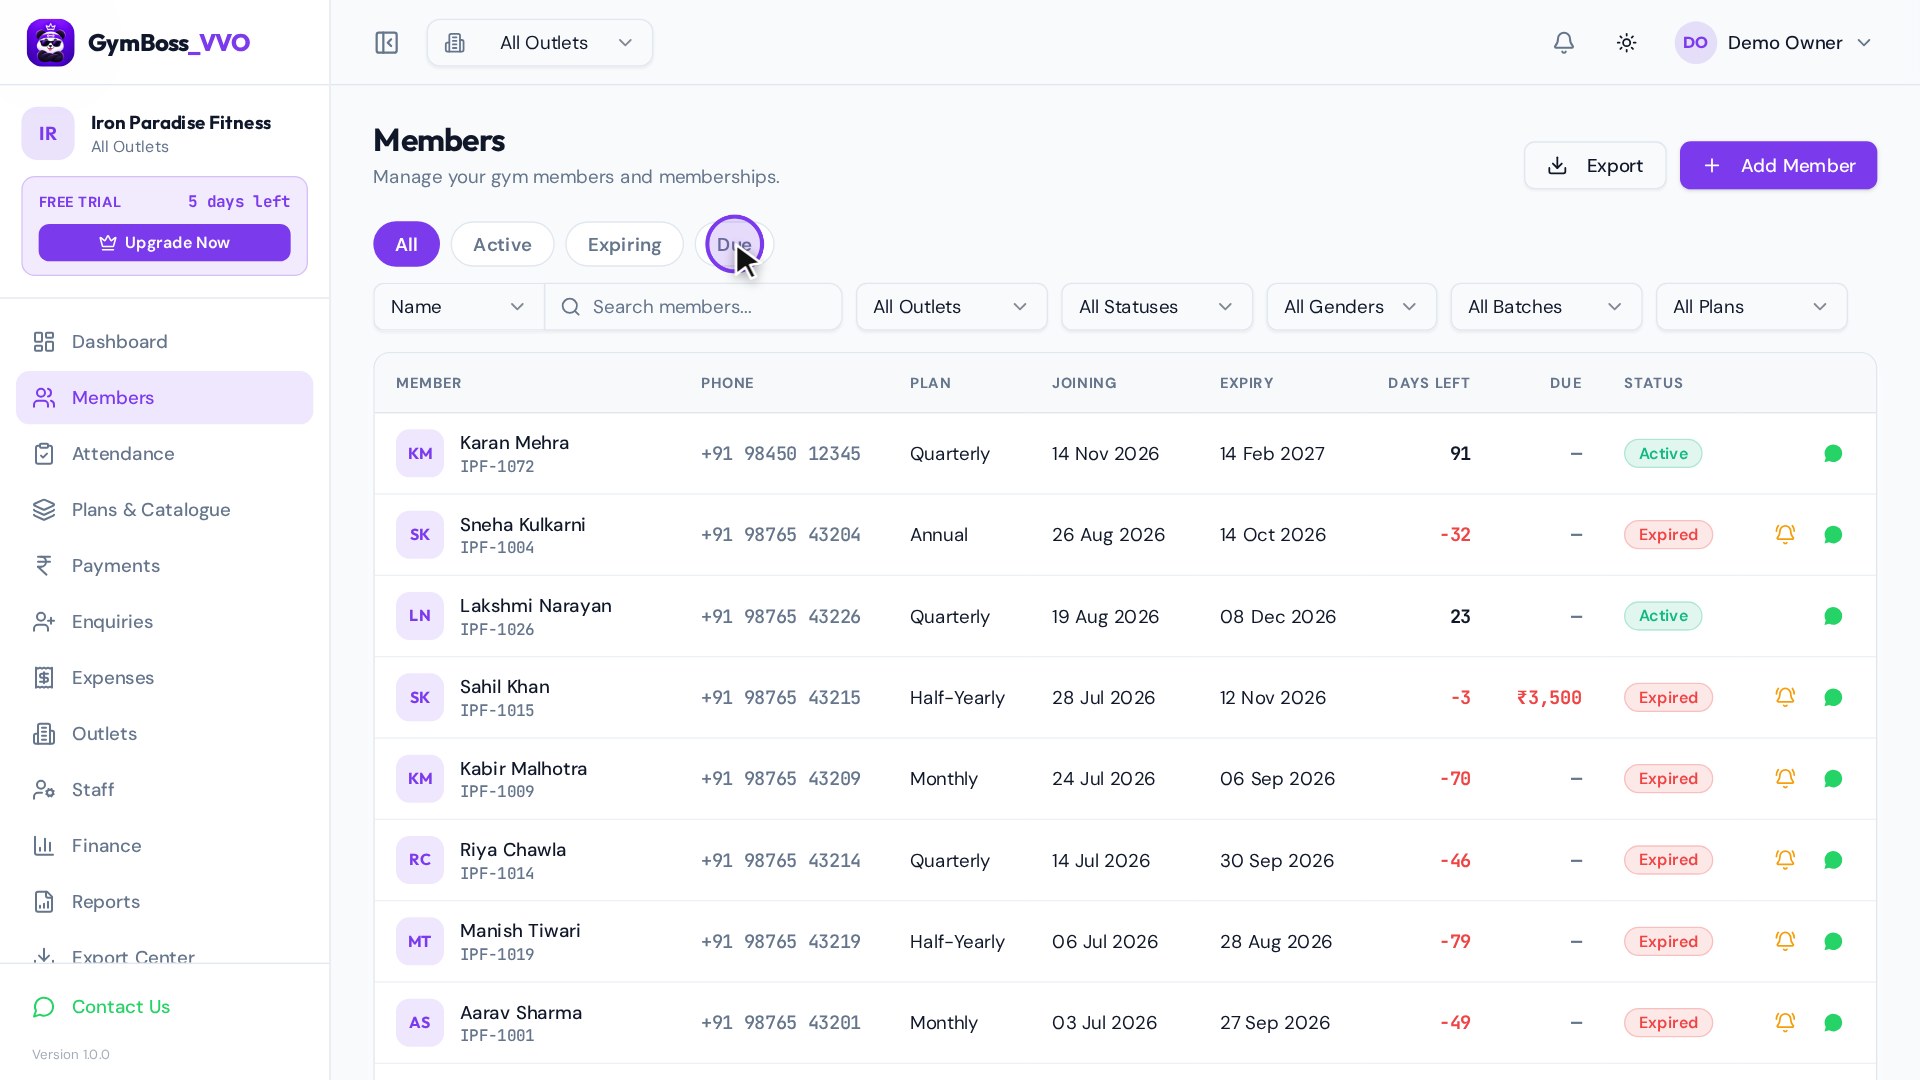 GymBoss_VVO
All Outlets
DO Demo Owner
IR Iron Paradise Fitness
All Outlets
FREE TRIAL 5 days left
Upgrade Now
Dashboard
Members
Attendance
Plans & Catalogue
Payments
Enquiries
Expenses
Outlets
Staff
Finance
Reports
Export Center
Contact Us
Version 1.0.0
Members
Manage your gym members and memberships.
Export
Add Member
All Active Expiring Due
Name Search members... All Outlets All Statuses All Genders All Batches All Plans
MEMBER PHONE PLAN JOINING EXPIRY DAYS LEFT DUE STATUS
KM Karan Mehra +91 98450 12345 Quarterly 14 Nov 2026 14 Feb 2027 91 – Active
IPF-1072
SK Sneha Kulkarni +91 98765 43204 Annual 26 Aug 2026 14 Oct 2026 -32 – Expired
IPF-1004
LN Lakshmi Narayan +91 98765 43226 Quarterly 19 Aug 2026 08 Dec 2026 23 – Active
IPF-1026
SK Sahil Khan +91 98765 43215 Half-Yearly 28 Jul 2026 12 Nov 2026 -3 ₹3,500 Expired
IPF-1015
KM Kabir Malhotra +91 98765 43209 Monthly 24 Jul 2026 06 Sep 2026 -70 – Expired
IPF-1009
RC Riya Chawla +91 98765 43214 Quarterly 14 Jul 2026 30 Sep 2026 -46 – Expired
IPF-1014
MT Manish Tiwari +91 98765 43219 Half-Yearly 06 Jul 2026 28 Aug 2026 -79 – Expired
IPF-1019
AS Aarav Sharma +91 98765 43201 Monthly 03 Jul 2026 27 Sep 2026 -49 – Expired
IPF-1001